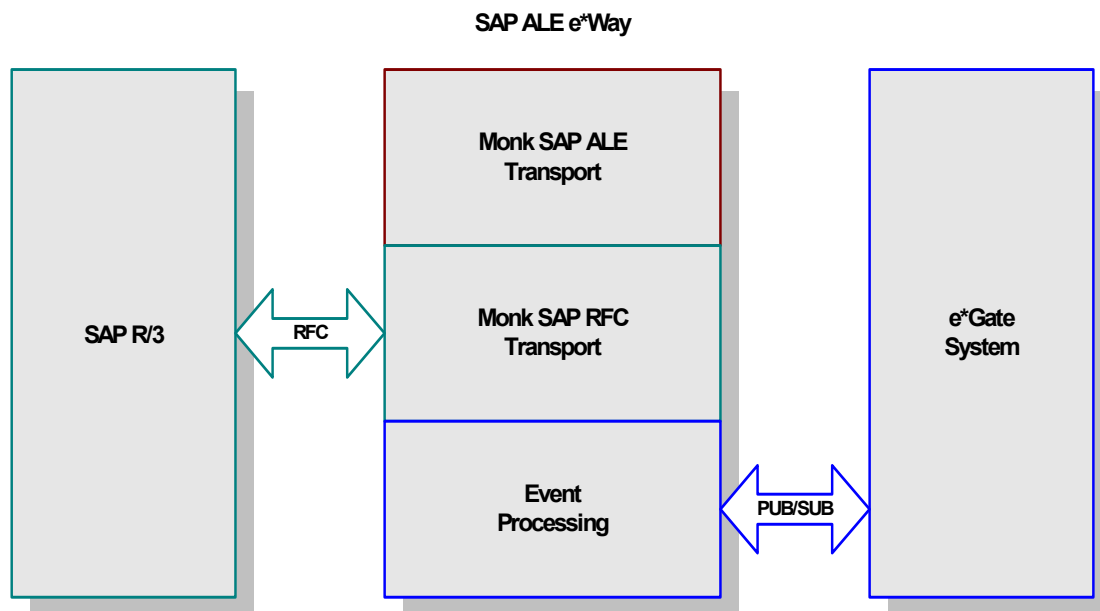 SAP ALE e*Way
Monk SAP ALE
Transport
SAP R/3
RFC
Monk SAP RFC
Transport
e*Gate
System
Event
Processing
PUB/SUB